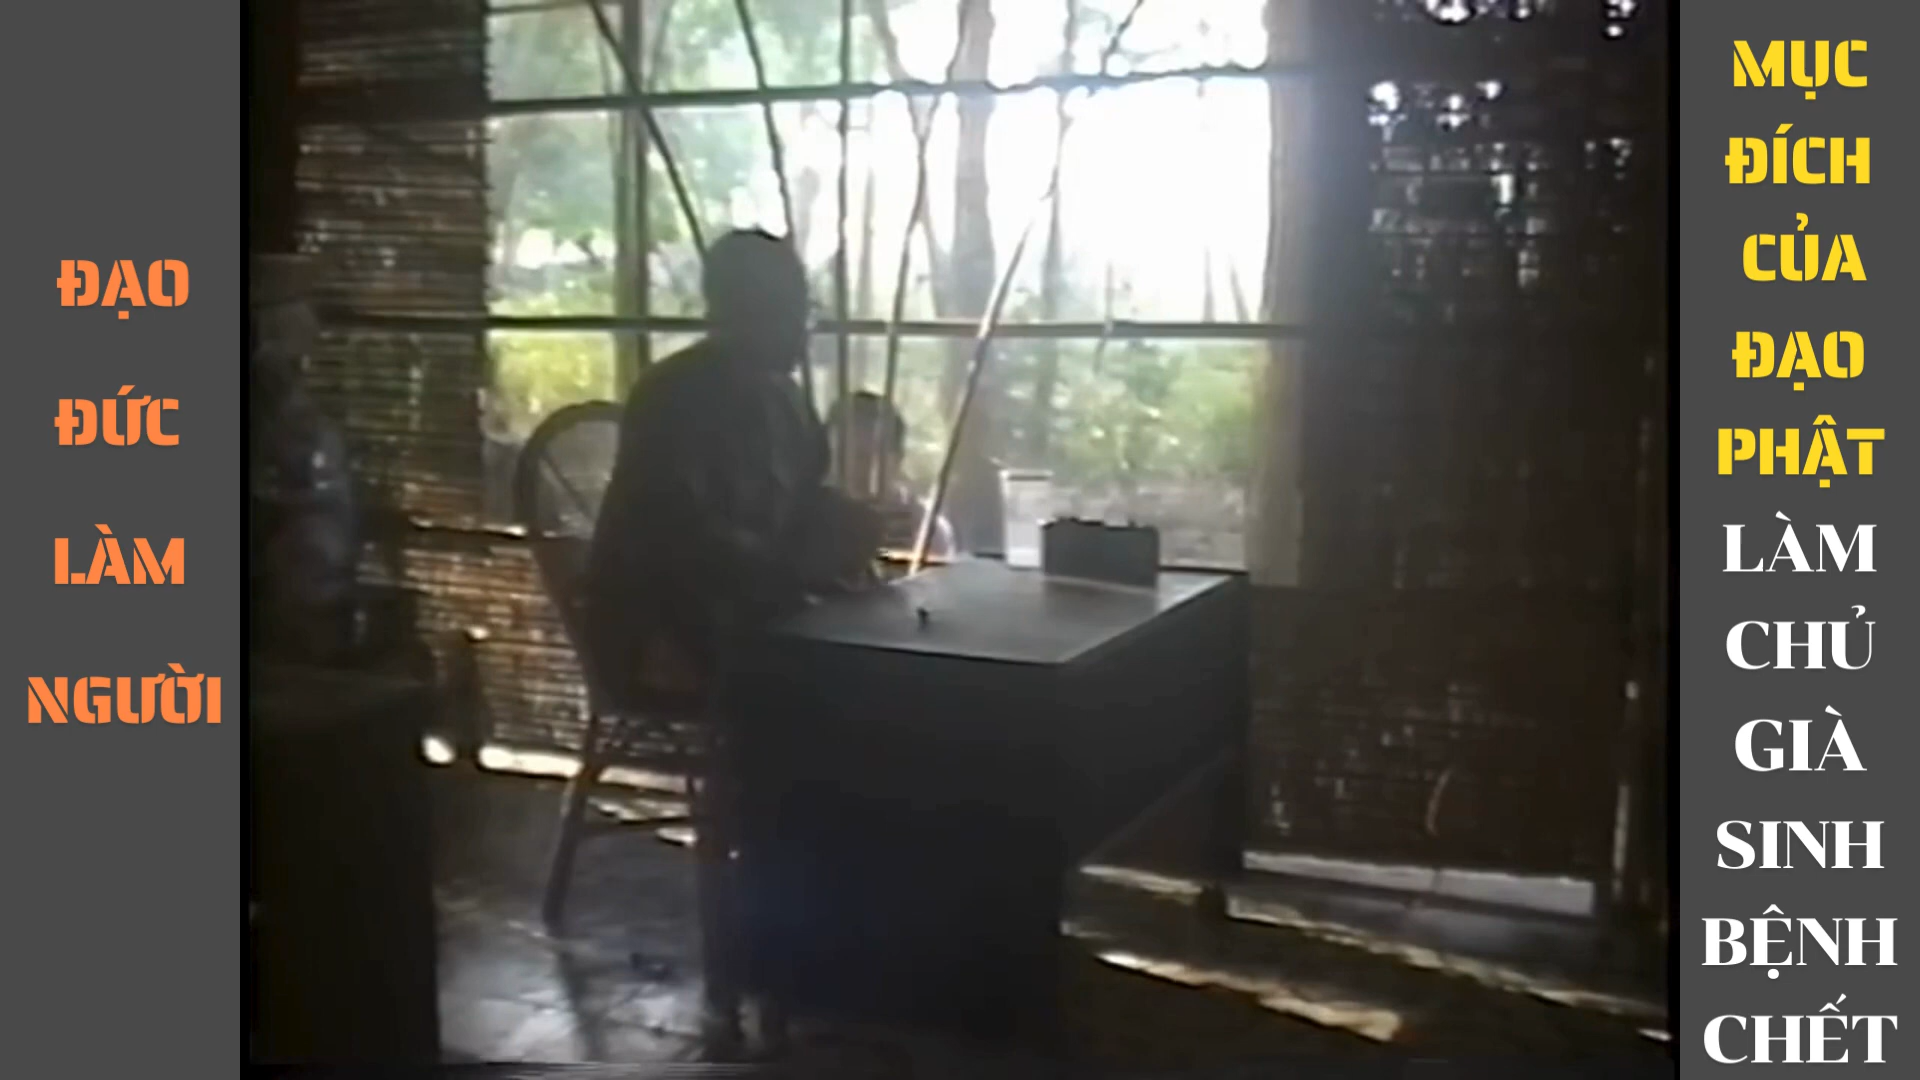 ĐẠO
ĐỨC
LÀM
NGƯỜI
MỤC
ĐÍCH
CỦA
ĐẠO
PHẬT
LÀM
CHỦ
GIÀ
SINH
BỆNH
CHẾT